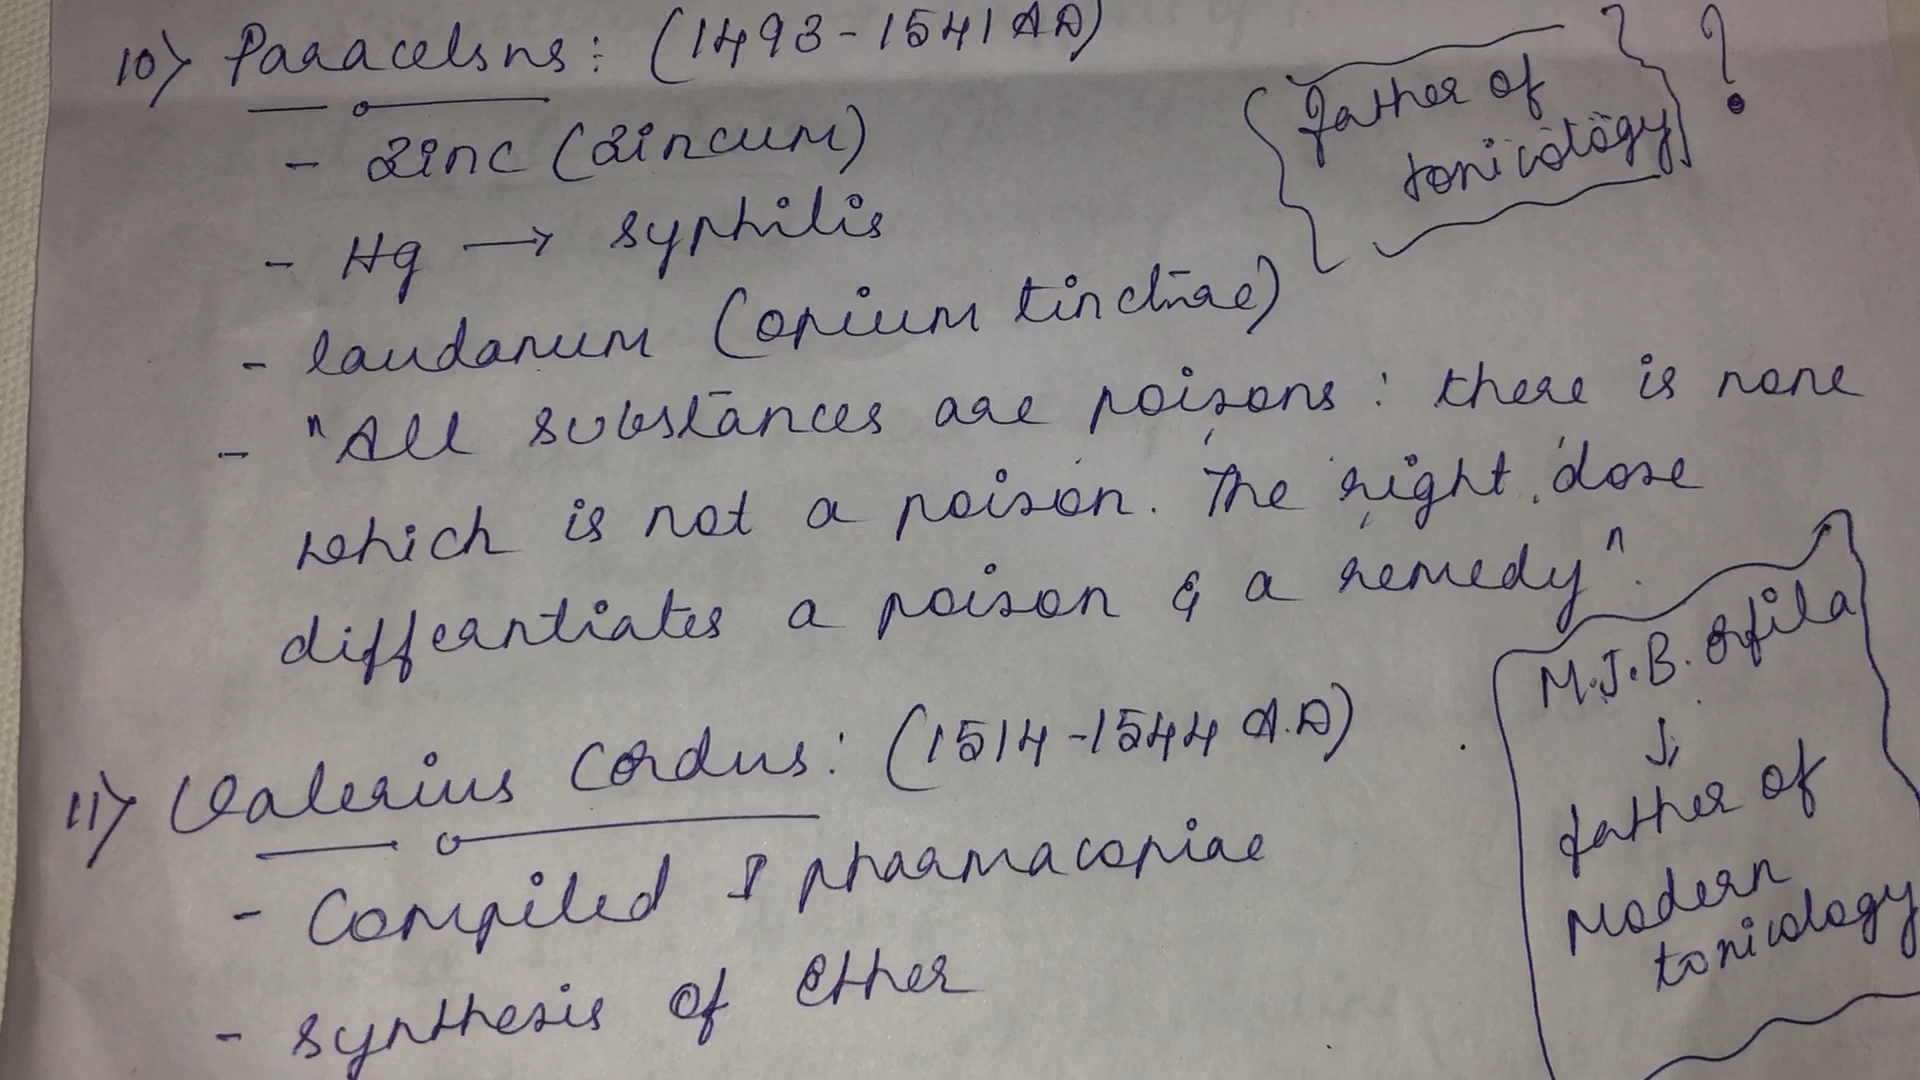 10) Paracelsus: (1493-1541 AD)
{ father of toxicology } ?
- Zinc (Zincum)
- Hg → syphilis
- laudanum (opium tincture)
- "All substances are poisons: there is none
which is not a poison. The right dose
differentiates a poison & a remedy".
M.J.B. Orfila
↓
father of
Modern
toxicology
11) Valerius Cordus: (1514-1544 A.D)
- Compiled I pharmacopiae
- synthesis of Ether